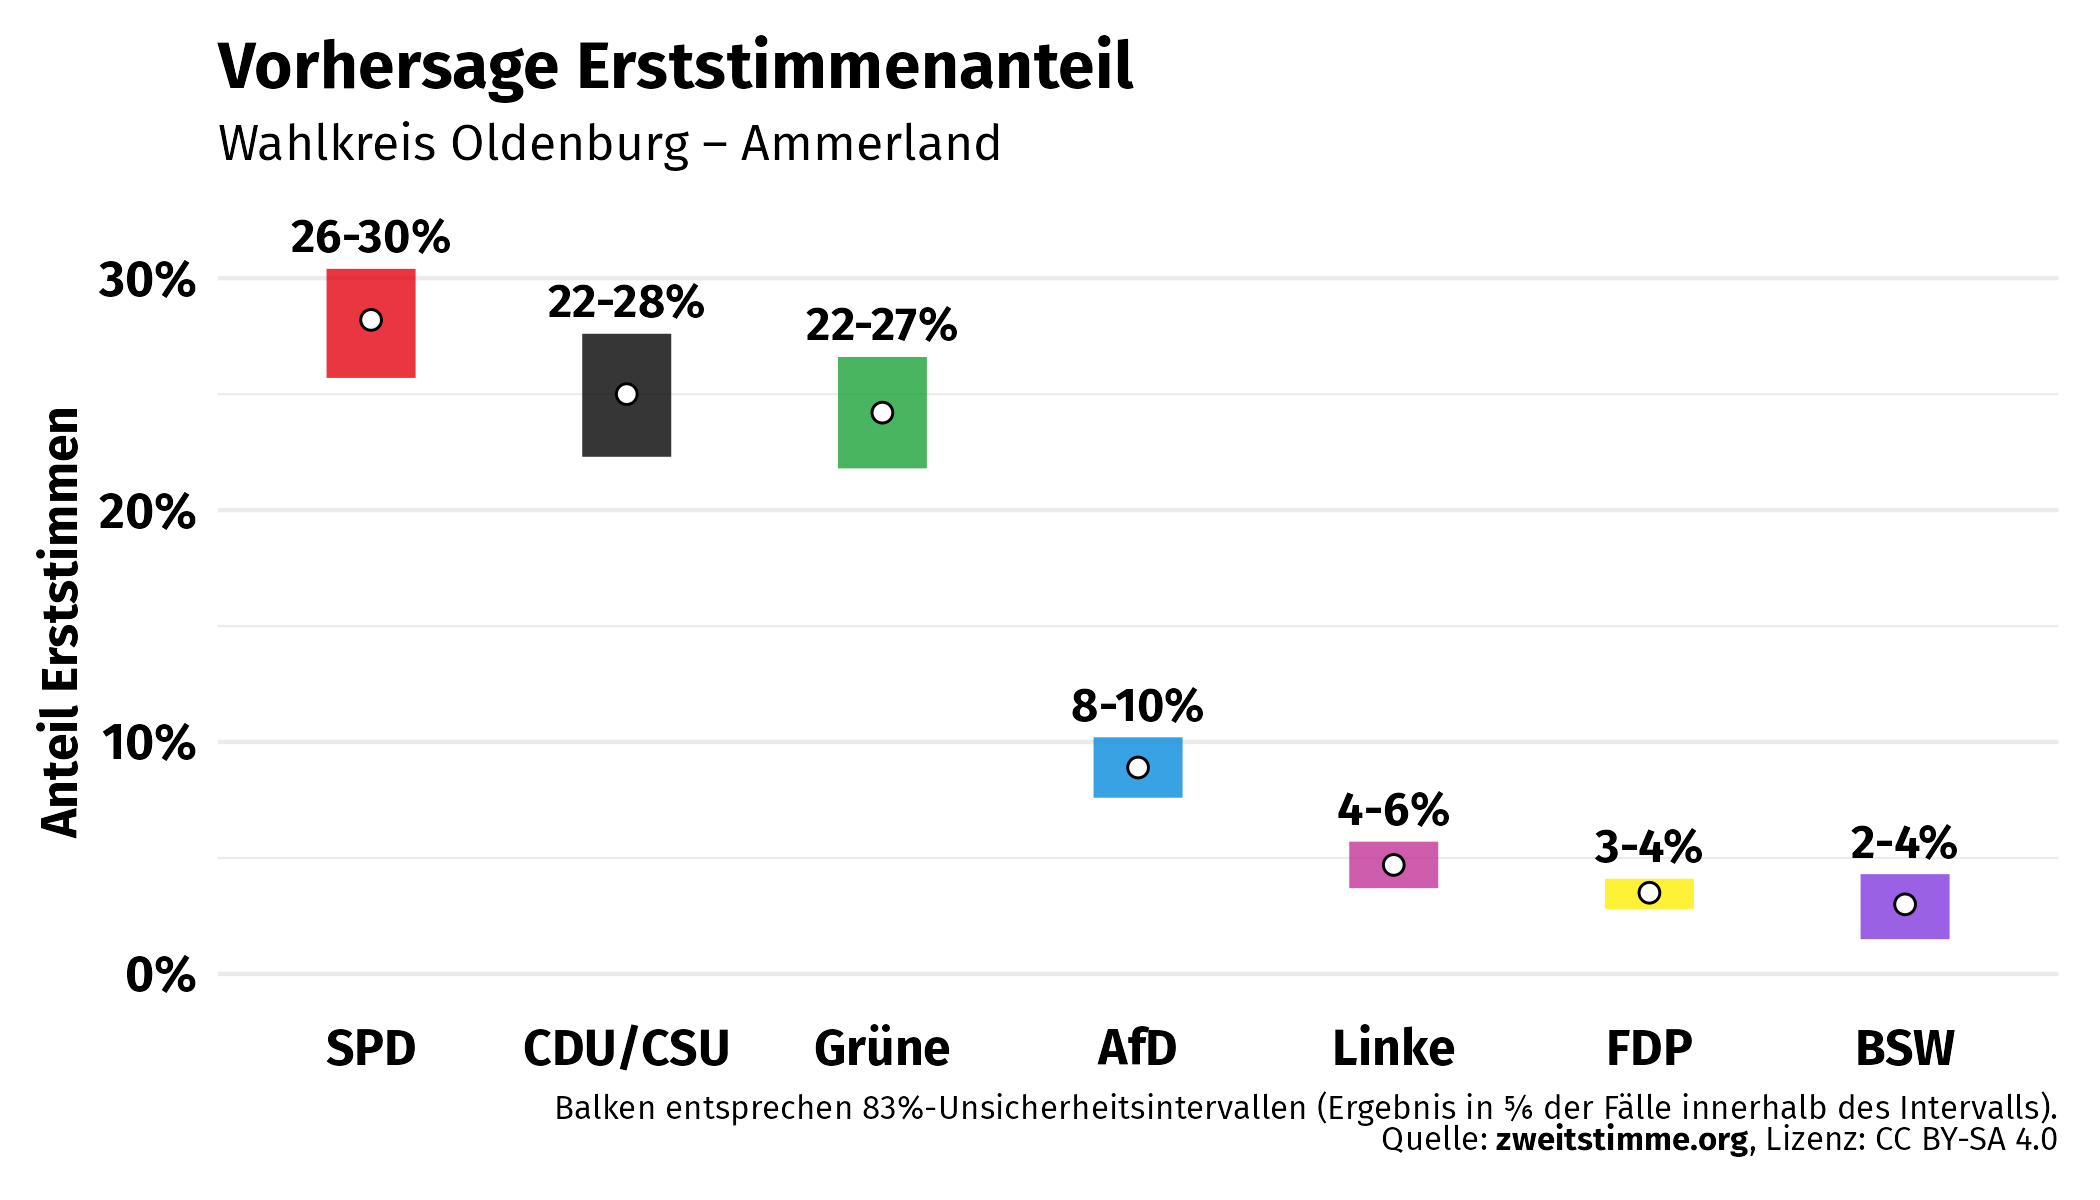 Vorhersage Erststimmenanteil
Wahlkreis Oldenburg – Ammerland
Anteil Erststimmen
30%
20%
10%
0%
26-30%
22-28%
22-27%
8-10%
4-6%
3-4%
2-4%
SPD
CDU/CSU
Grüne
AfD
Linke
FDP
BSW
Balken entsprechen 83%-Unsicherheitsintervallen (Ergebnis in ⅚ der Fälle innerhalb des Intervalls).
Quelle: zweitstimme.org, Lizenz: CC BY-SA 4.0